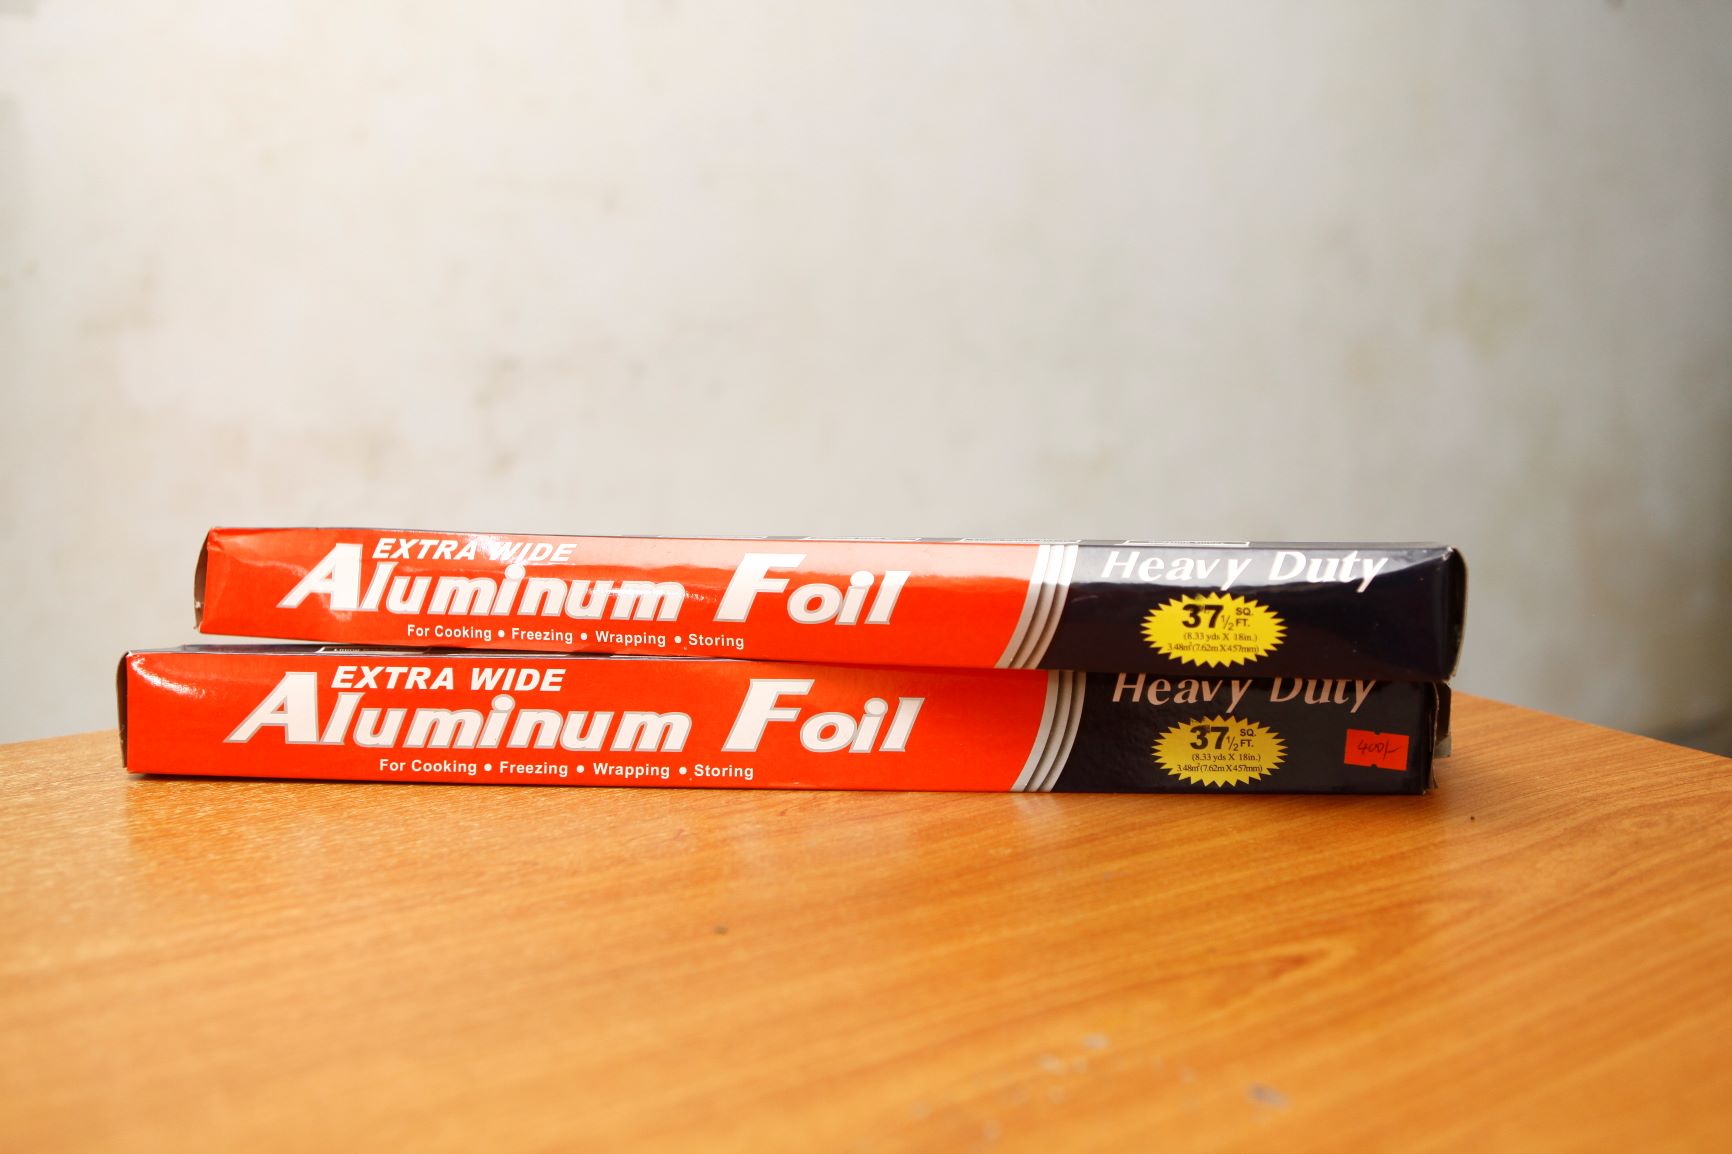 EXTRA WIDE
Aluminum Foil
For Cooking • Freezing • Wrapping • Storing
Heavy Duty
37 1/2 SQ. FT.
(8.33 yds X 18in.)
3.48m² (7.62m X 457mm)
EXTRA WIDE
Aluminum Foil
For Cooking • Freezing • Wrapping • Storing
Heavy Duty
37 1/2 SQ. FT.
(8.33 yds X 18in.)
3.48m² (7.62m X 457mm)
400/-